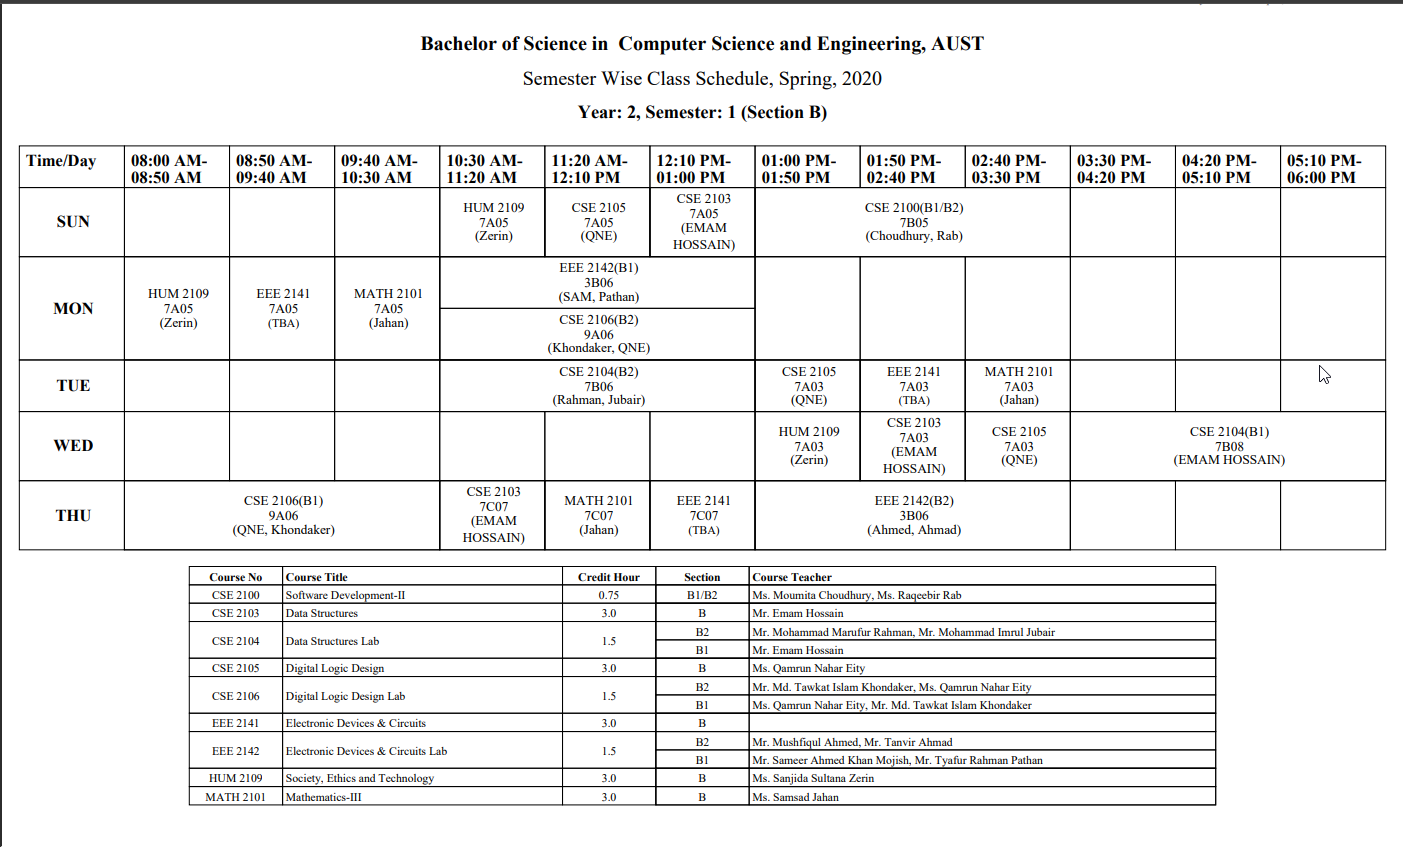 Bachelor of Science in  Computer Science and Engineering, AUST
Semester Wise Class Schedule, Spring, 2020
Year: 2, Semester: 1 (Section B)
Time/Day 08:00 AM-08:50 AM 08:50 AM-09:40 AM 09:40 AM-10:30 AM 10:30 AM-11:20 AM 11:20 AM-12:10 PM 12:10 PM-01:00 PM 01:00 PM-01:50 PM 01:50 PM-02:40 PM 02:40 PM-03:30 PM 03:30 PM-04:20 PM 04:20 PM-05:10 PM 05:10 PM-06:00 PM
SUN
HUM 2109
7A05
(Zerin)
CSE 2105
7A05
(QNE)
CSE 2103
7A05
(EMAM
HOSSAIN)
CSE 2100(B1/B2)
7B05
(Choudhury, Rab)
MON
HUM 2109
7A05
(Zerin)
EEE 2141
7A05
(TBA)
MATH 2101
7A05
(Jahan)
EEE 2142(B1)
3B06
(SAM, Pathan)
CSE 2106(B2)
9A06
(Khondaker, QNE)
TUE
CSE 2104(B2)
7B06
(Rahman, Jubair)
CSE 2105
7A03
(QNE)
EEE 2141
7A03
(TBA)
MATH 2101
7A03
(Jahan)
WED
HUM 2109
7A03
(Zerin)
CSE 2103
7A03
(EMAM
HOSSAIN)
CSE 2105
7A03
(QNE)
CSE 2104(B1)
7B08
(EMAM HOSSAIN)
THU
CSE 2106(B1)
9A06
(QNE, Khondaker)
CSE 2103
7C07
(EMAM
HOSSAIN)
MATH 2101
7C07
(Jahan)
EEE 2141
7C07
(TBA)
EEE 2142(B2)
3B06
(Ahmed, Ahmad)
Course No Course Title Credit Hour Section Course Teacher
CSE 2100 Software Development-II 0.75 B1/B2 Ms. Moumita Choudhury, Ms. Raqeebir Rab
CSE 2103 Data Structures 3.0 B Mr. Emam Hossain
CSE 2104 Data Structures Lab 1.5 B2 Mr. Mohammad Marufur Rahman, Mr. Mohammad Imrul Jubair
B1 Mr. Emam Hossain
CSE 2105 Digital Logic Design 3.0 B Ms. Qamrun Nahar Eity
CSE 2106 Digital Logic Design Lab 1.5 B2 Mr. Md. Tawkat Islam Khondaker, Ms. Qamrun Nahar Eity
B1 Ms. Qamrun Nahar Eity, Mr. Md. Tawkat Islam Khondaker
EEE 2141 Electronic Devices & Circuits 3.0 B
EEE 2142 Electronic Devices & Circuits Lab 1.5 B2 Mr. Mushfiqul Ahmed, Mr. Tanvir Ahmad
B1 Mr. Sameer Ahmed Khan Mojish, Mr. Tyafur Rahman Pathan
HUM 2109 Society, Ethics and Technology 3.0 B Ms. Sanjida Sultana Zerin
MATH 2101 Mathematics-III 3.0 B Ms. Samsad Jahan